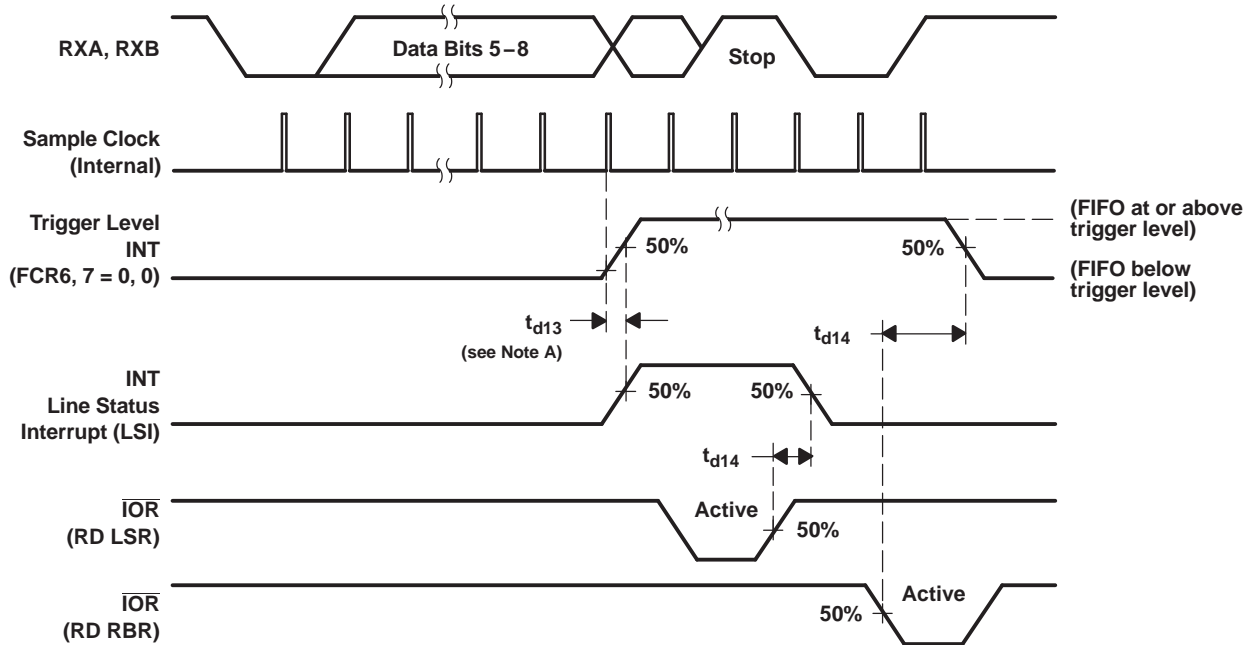 RXA, RXB
Data Bits 5–8
Stop
Sample Clock
(Internal)
Trigger Level
INT
(FCR6, 7 = 0, 0)
50%
50%
(FIFO at or above
trigger level)
(FIFO below
trigger level)
td13
(see Note A)
td14
INT
Line Status
Interrupt (LSI)
50%
50%
td14
IOR
(RD LSR)
Active
50%
IOR
(RD RBR)
50%
Active